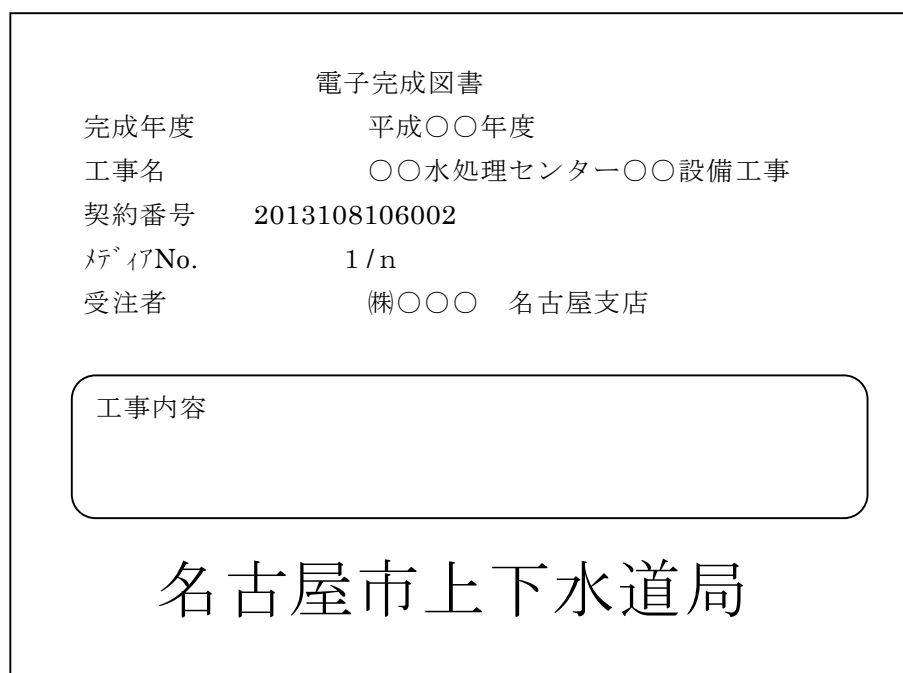 電子完成図書
完成年度 平成○○年度
工事名 ○○水処理センター○○設備工事
契約番号 2013108106002
ﾒﾃﾞｨｱNo. １/ｎ
受注者 ㈱○○○ 名古屋支店
工事内容
名古屋市上下水道局